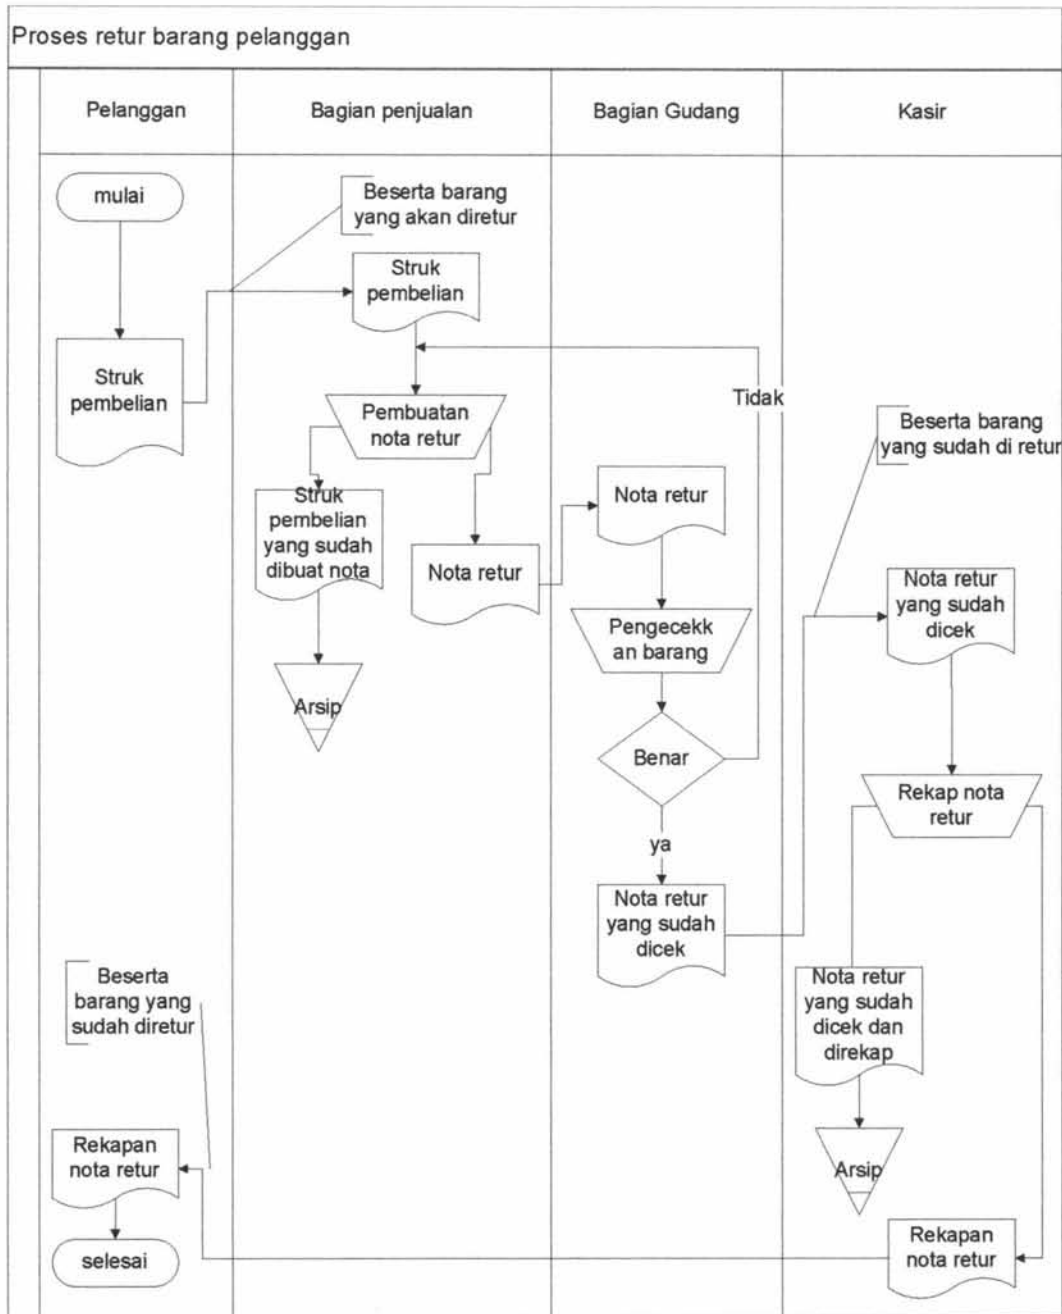 Proses retur barang pelanggan
Pelanggan
Bagian penjualan
Bagian Gudang
Kasir
mulai
Beserta barang
yang akan diretur
Struk
pembelian
Struk
pembelian
Tidak
Pembuatan
nota retur
Beserta barang
yang sudah di retur
Struk
pembelian
yang sudah
dibuat nota
Nota retur
Nota retur
Nota retur
yang sudah
dicek
Pengecekk
an barang
Arsip
Benar
Rekap nota
retur
ya
Nota retur
yang sudah
dicek
Beserta
barang yang
sudah diretur
Nota retur
yang sudah
dicek dan
direkap
Rekapan
nota retur
Arsip
selesai
Rekapan
nota retur